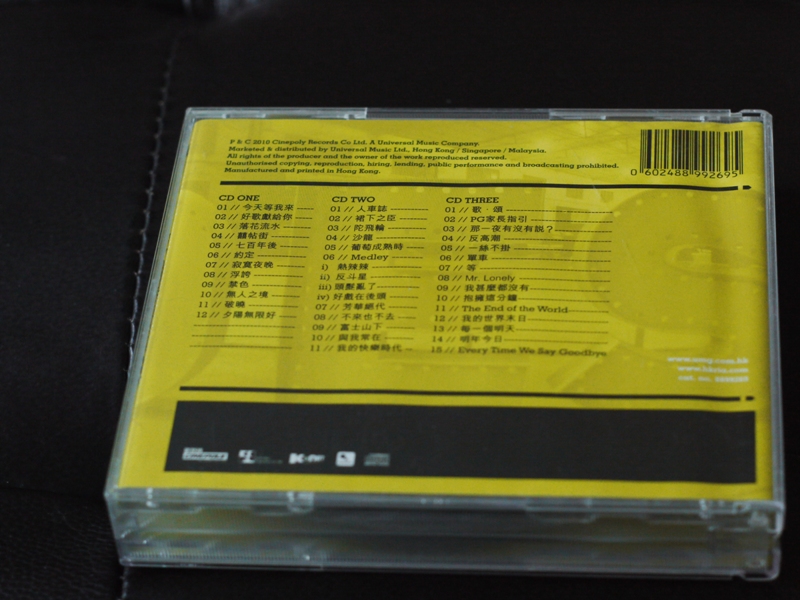 P & C 2010 Cinepoly Records Co Ltd. A Universal Music Company.
Marketed & distributed by Universal Music Ltd., Hong Kong / Singapore / Malaysia.
All rights of the producer and the owner of the work reproduced reserved.
Unauthorised copying, reproduction, hiring, lending, public performance and broadcasting prohibited.
Manufactured and printed in Hong Kong.
0 602488 992695
CD ONE
01 // 今天等我來
02 // 好歌獻給你
03 // 落花流水
04 // 囍帖街
05 // 七百年後
06 // 約定
07 // 寂寞夜晚
08 // 浮誇
09 // 禁色
10 // 無人之境
11 // 破曉
12 // 夕陽無限好
CD TWO
01 // 人車誌
02 // 裙下之臣
03 // 陀飛輪
04 // 沙龍
05 // 葡萄成熟時
06 // Medley
i) 熱辣辣
ii) 反斗星
iii) 頭髮亂了
iv) 好戲在後頭
07 // 芳華絕代
08 // 不來也不去
09 // 富士山下
10 // 與我常在
11 // 我的快樂時代
CD THREE
01 // 歌．頌
02 // PG家長指引
03 // 那一夜有沒有說？
04 // 反高潮
05 // 一絲不掛
06 // 單車
07 // 等
08 // Mr. Lonely
09 // 我甚麼都沒有
10 // 抱擁這分鐘
11 // The End of the World
12 // 我的世界末日
13 // 每一個明天
14 // 明年今日
15 // Every Time We Say Goodbye